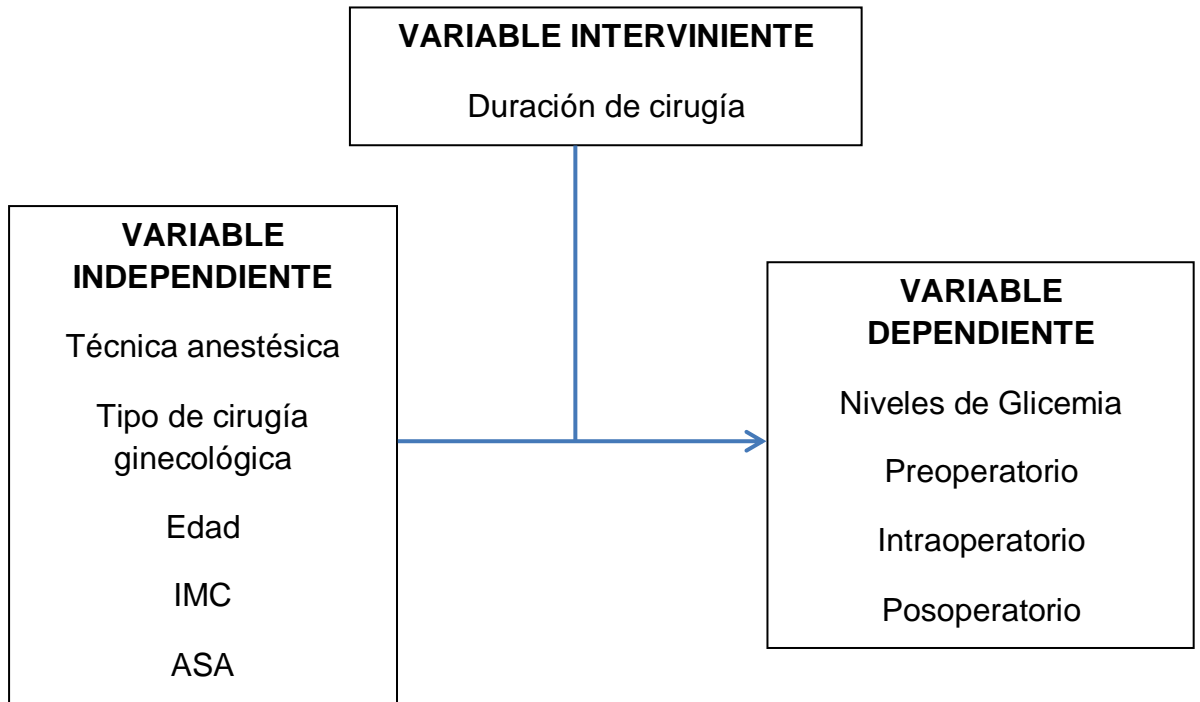 VARIABLE INTERVINIENTE
Duración de cirugía
VARIABLE
INDEPENDIENTE
Técnica anestésica
Tipo de cirugía
ginecológica
Edad
IMC
ASA
VARIABLE
DEPENDIENTE
Niveles de Glicemia
Preoperatorio
Intraoperatorio
Posoperatorio